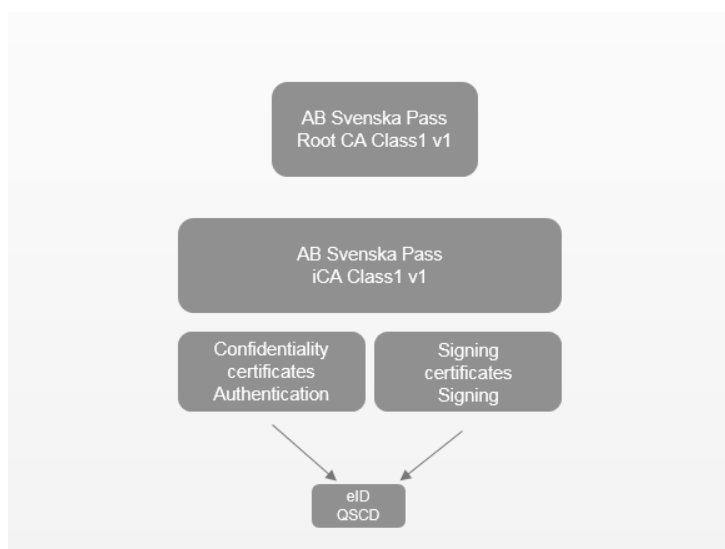 AB Svenska Pass
Root CA Class1 v1
AB Svenska Pass
iCA Class1 v1
Confidentiality
certificates
Authentication
Signing
certificates
Signing
eID
QSCD